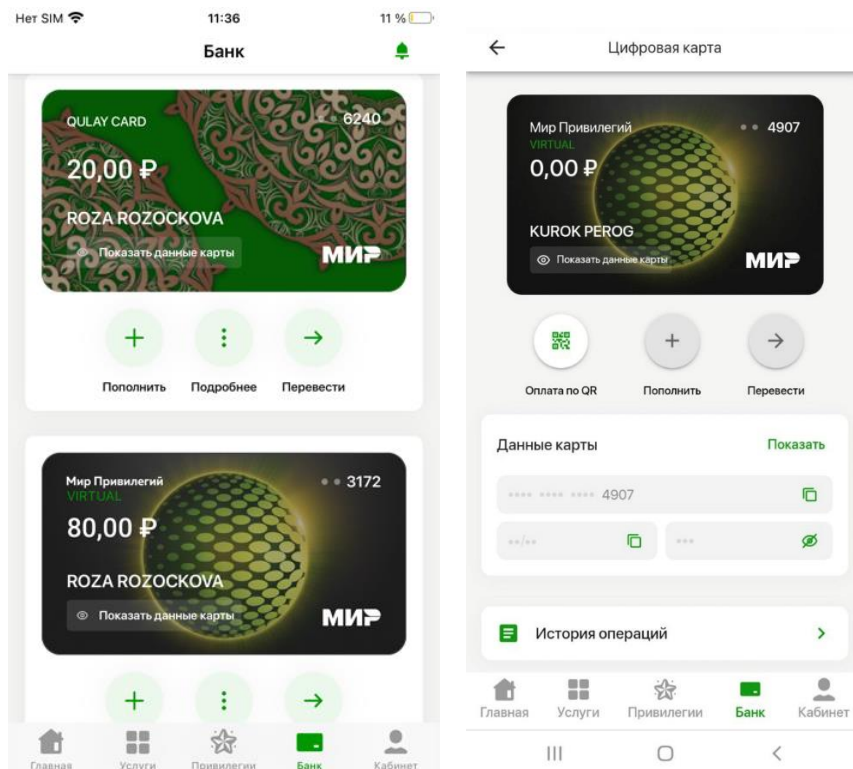 Нет SIM 11:36 11 %
Банк
QULAY CARD 6240
20,00 ₽
ROZA ROZOCKOVA
Показать данные карты
МИР
Пополнить Подробнее Перевести
Мир Привилегий 3172
VIRTUAL
80,00 ₽
ROZA ROZOCKOVA
Показать данные карты
МИР
Главная Услуги Привилегии Банк Кабинет
Цифровая карта
Мир Привилегий 4907
VIRTUAL
0,00 ₽
KUROK PEROG
Показать данные карты
МИР
Оплата по QR Пополнить Перевести
Данные карты Показать
•••• •••• •••• 4907
••/•• •••
История операций
Главная Услуги Привилегии Банк Кабинет